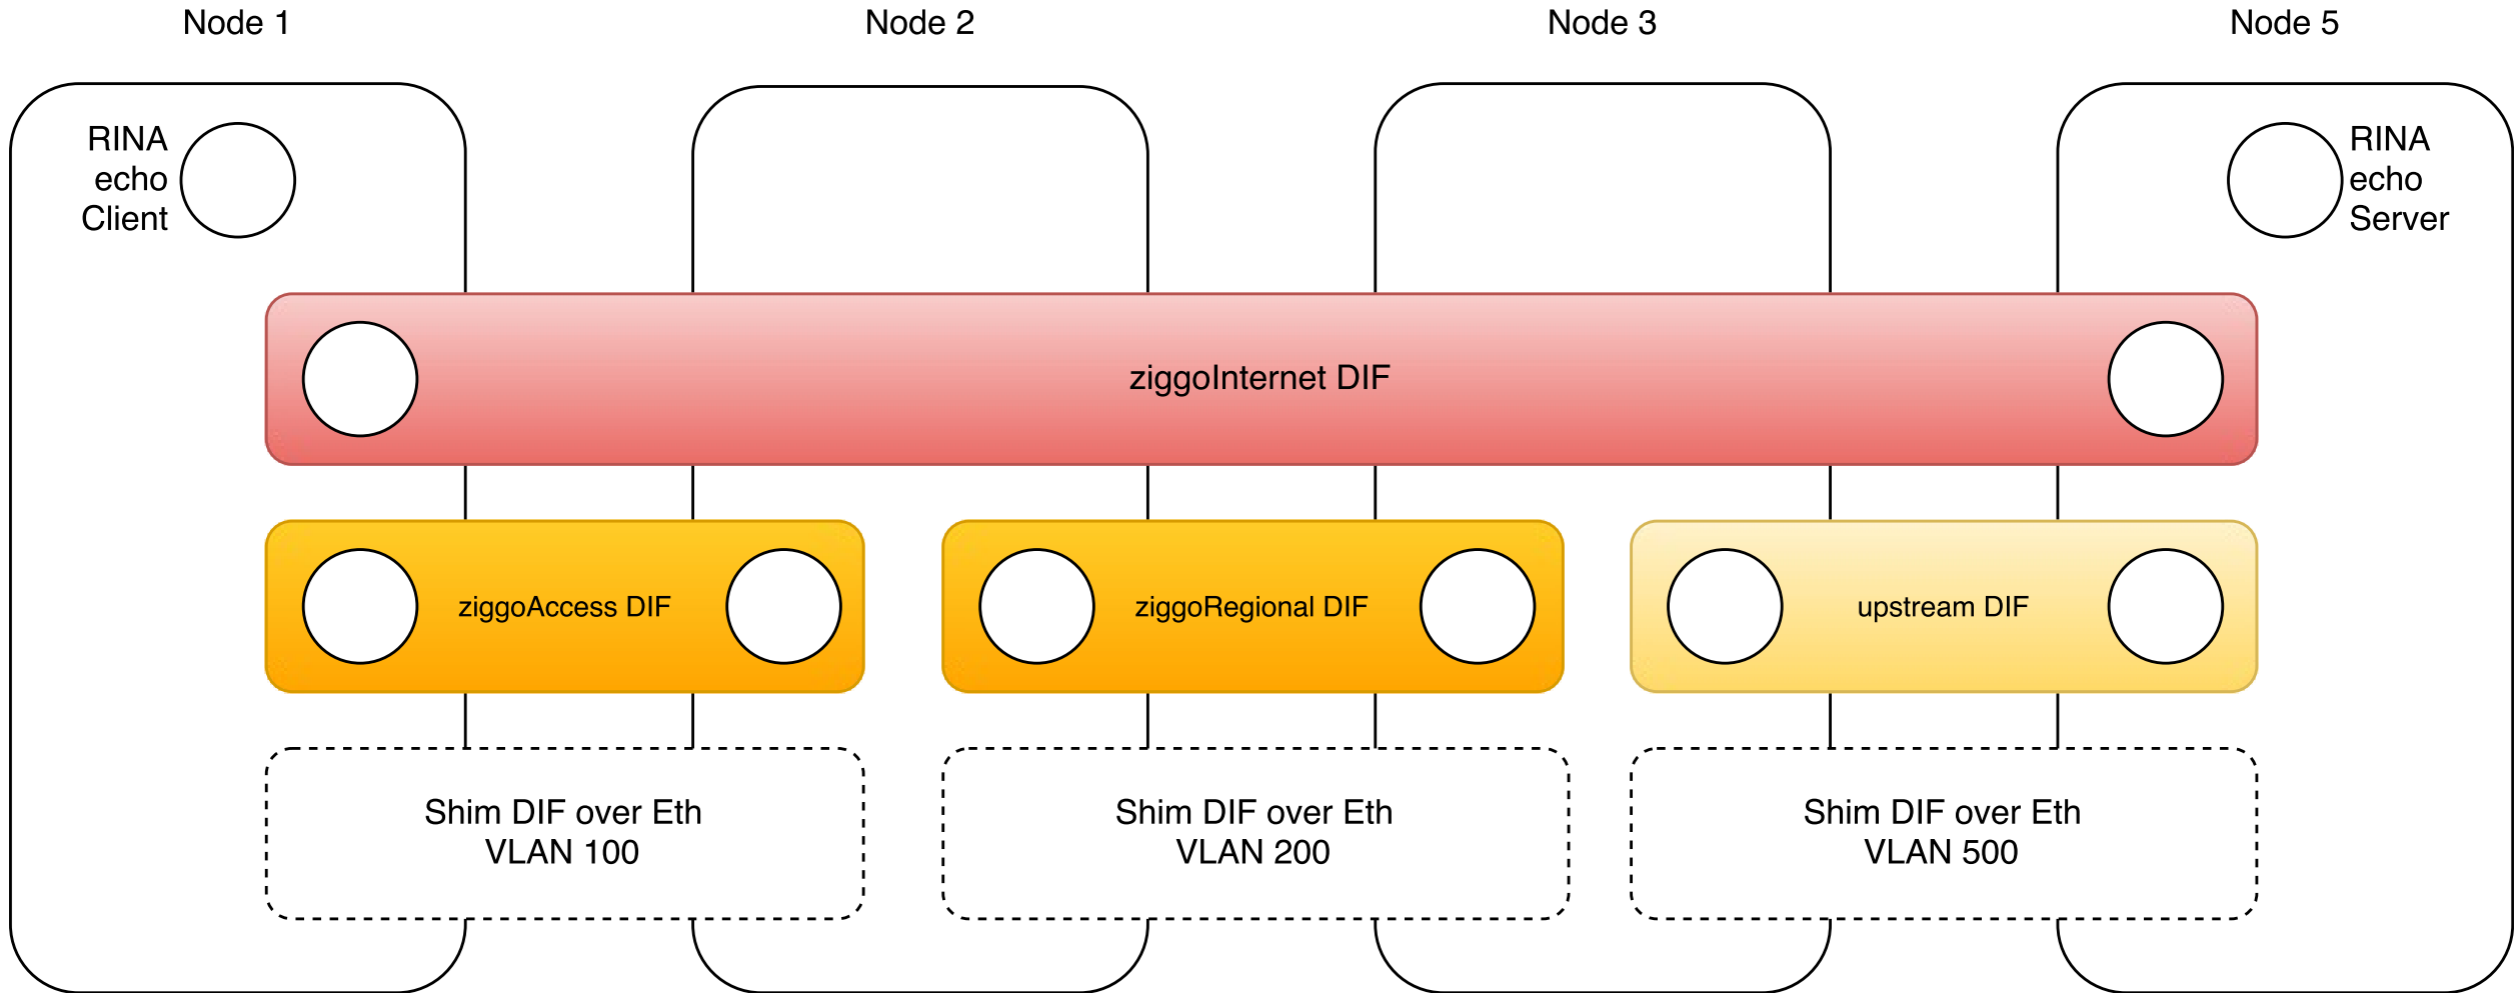 Node 1
Node 2
Node 3
Node 5
RINA
echo
Client
RINA
echo
Server
ziggoInternet DIF
ziggoAccess DIF
ziggoRegional DIF
upstream DIF
Shim DIF over Eth
VLAN 100
Shim DIF over Eth
VLAN 200
Shim DIF over Eth
VLAN 500